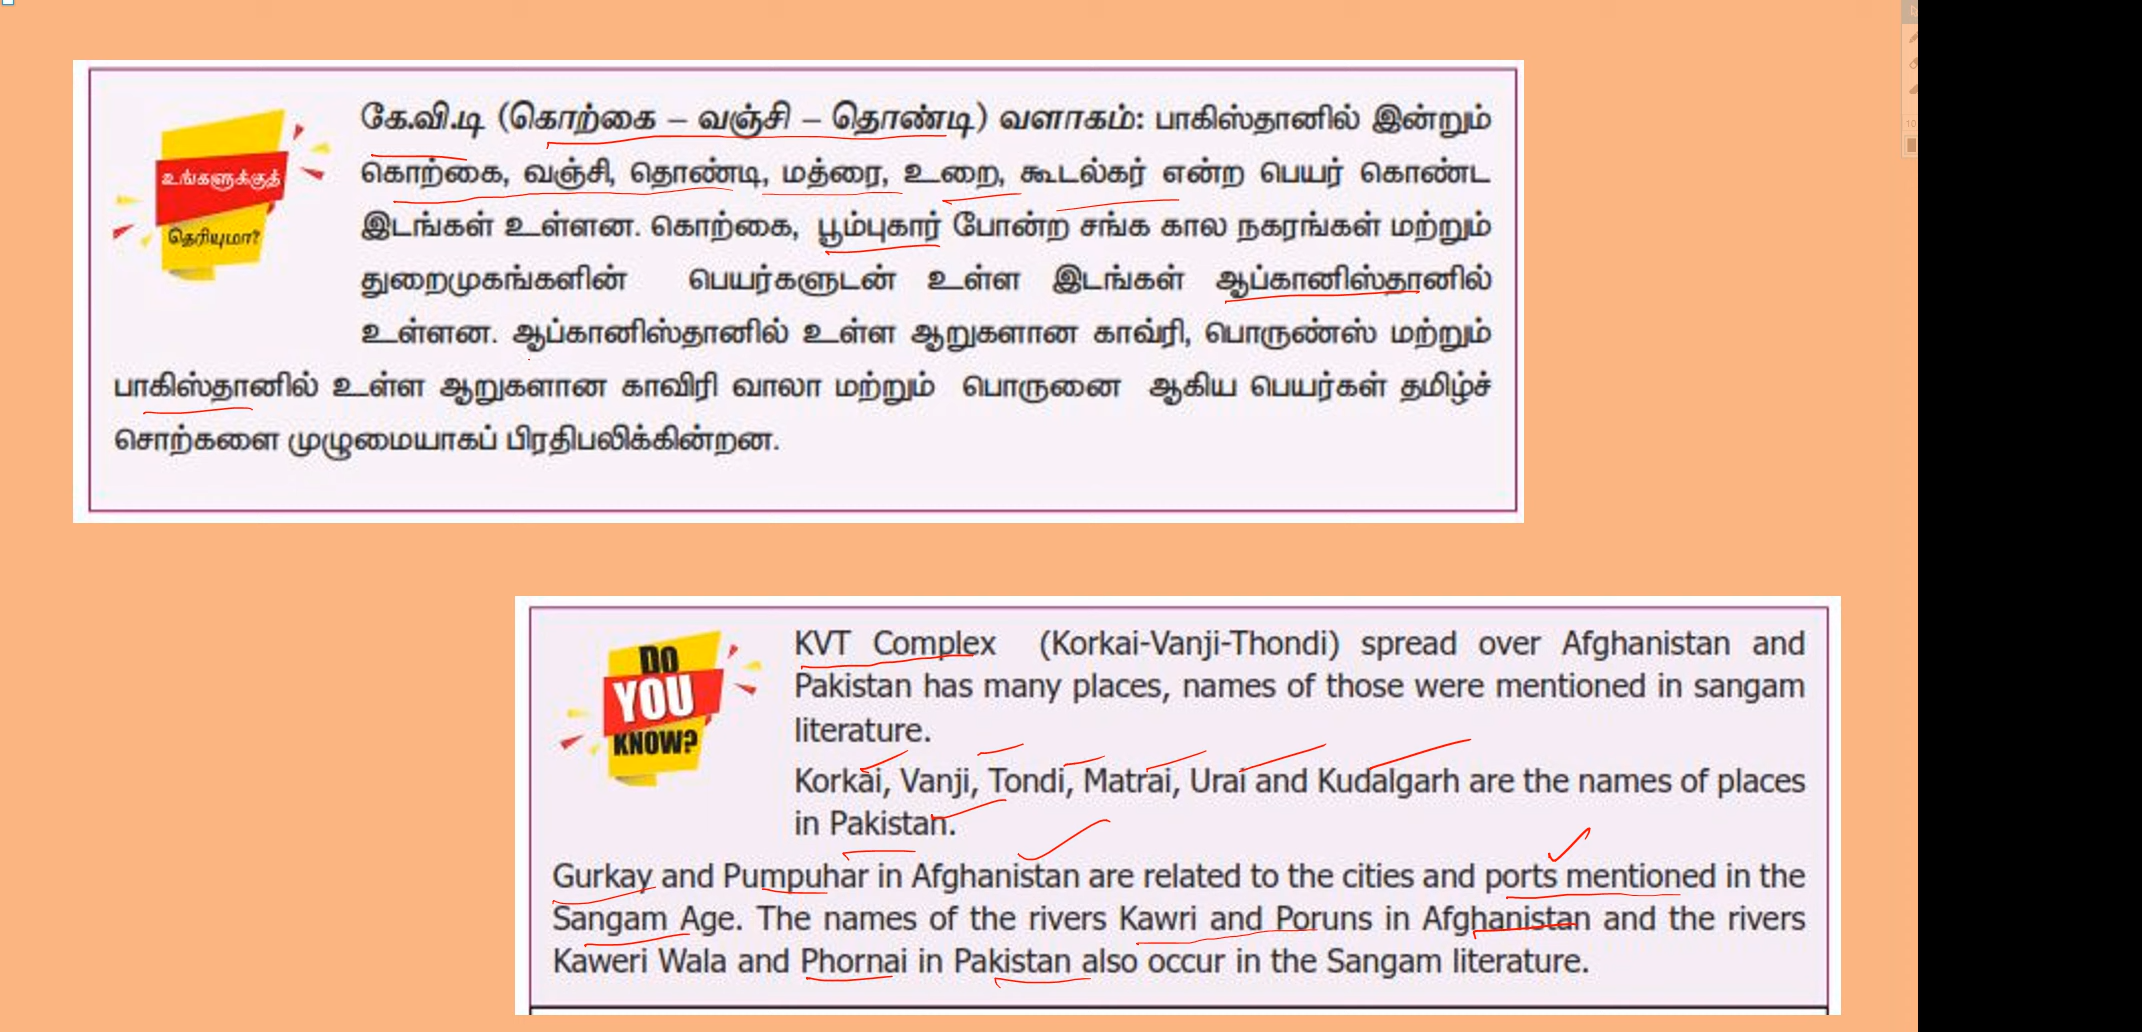 உங்களுக்குத்
தெரியுமா?
கே.வி.டி (கொற்கை – வஞ்சி – தொண்டி) வளாகம்: பாகிஸ்தானில் இன்றும்
கொற்கை, வஞ்சி, தொண்டி, மத்ரை, உறை, கூடல்கர் என்ற பெயர் கொண்ட
இடங்கள் உள்ளன. கொற்கை, பூம்புகார் போன்ற சங்க கால நகரங்கள் மற்றும்
துறைமுகங்களின் பெயர்களுடன் உள்ள இடங்கள் ஆப்கானிஸ்தானில்
உள்ளன. ஆப்கானிஸ்தானில் உள்ள ஆறுகளான காவ்ரி, பொருண்ஸ் மற்றும்
பாகிஸ்தானில் உள்ள ஆறுகளான காவிரி வாலா மற்றும் பொருனை ஆகிய பெயர்கள் தமிழ்ச்
சொற்களை முழுமையாகப் பிரதிபலிக்கின்றன.
DO
YOU
KNOW?
KVT Complex (Korkai-Vanji-Thondi) spread over Afghanistan and
Pakistan has many places, names of those were mentioned in sangam
literature.
Korkai, Vanji, Tondi, Matrai, Urai and Kudalgarh are the names of places
in Pakistan.
Gurkay and Pumpuhar in Afghanistan are related to the cities and ports mentioned in the
Sangam Age. The names of the rivers Kawri and Poruns in Afghanistan and the rivers
Kaweri Wala and Phornai in Pakistan also occur in the Sangam literature.
10